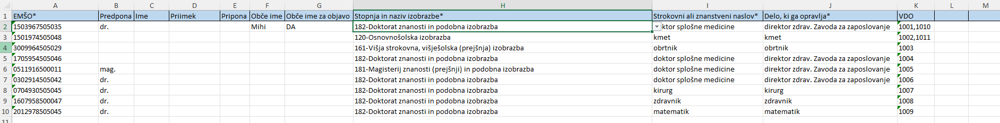 A B C D E F G H I J K L M
1 EMŠO* Predpona Ime Priimek Pripona Obče ime Obče ime za objavo Stopnja in naziv izobrazbe* Strokovni ali znanstveni naslov* Delo, ki ga opravlja* VDO
2 1503967505035 dr. Mihi DA 182-Doktorat znanosti in podobna izobrazba ktor splošne medicine direktor zdrav. Zavoda za zaposlovanje 1001,1010
3 1501974505048 120-Osnovnošolska izobrazba kmet kmet 1002,1011
4 3009964505029 161-Višja strokovna, višješolska (prejšnja) izobrazba obrtnik obrtnik 1003
5 1705954505046 182-Doktorat znanosti in podobna izobrazba doktor splošne medicine direktor zdrav. Zavoda za zaposlovanje 1004
6 0511916500011 mag. 181-Magisterij znanosti (prejšnji) in podobna izobrazba doktor splošne medicine direktor zdrav. Zavoda za zaposlovanje 1005
7 0302914505042 dr. 182-Doktorat znanosti in podobna izobrazba doktor splošne medicine direktor zdrav. Zavoda za zaposlovanje 1006
8 0704930505045 dr. 182-Doktorat znanosti in podobna izobrazba kirurg kirurg 1007
9 1607958500047 dr. 182-Doktorat znanosti in podobna izobrazba zdravnik zdravnik 1008
10 2012978505045 dr. 182-Doktorat znanosti in podobna izobrazba matematik matematik 1009
11